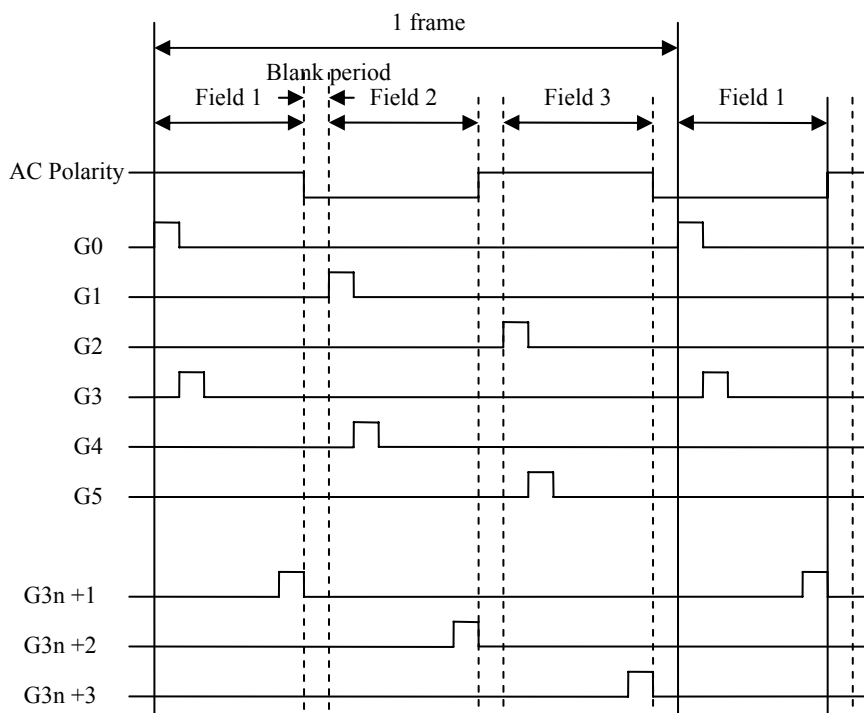 1 frame
Blank period
Field 1 Field 2 Field 3 Field 1
AC Polarity
G0
G1
G2
G3
G4
G5
G3n +1
G3n +2
G3n +3